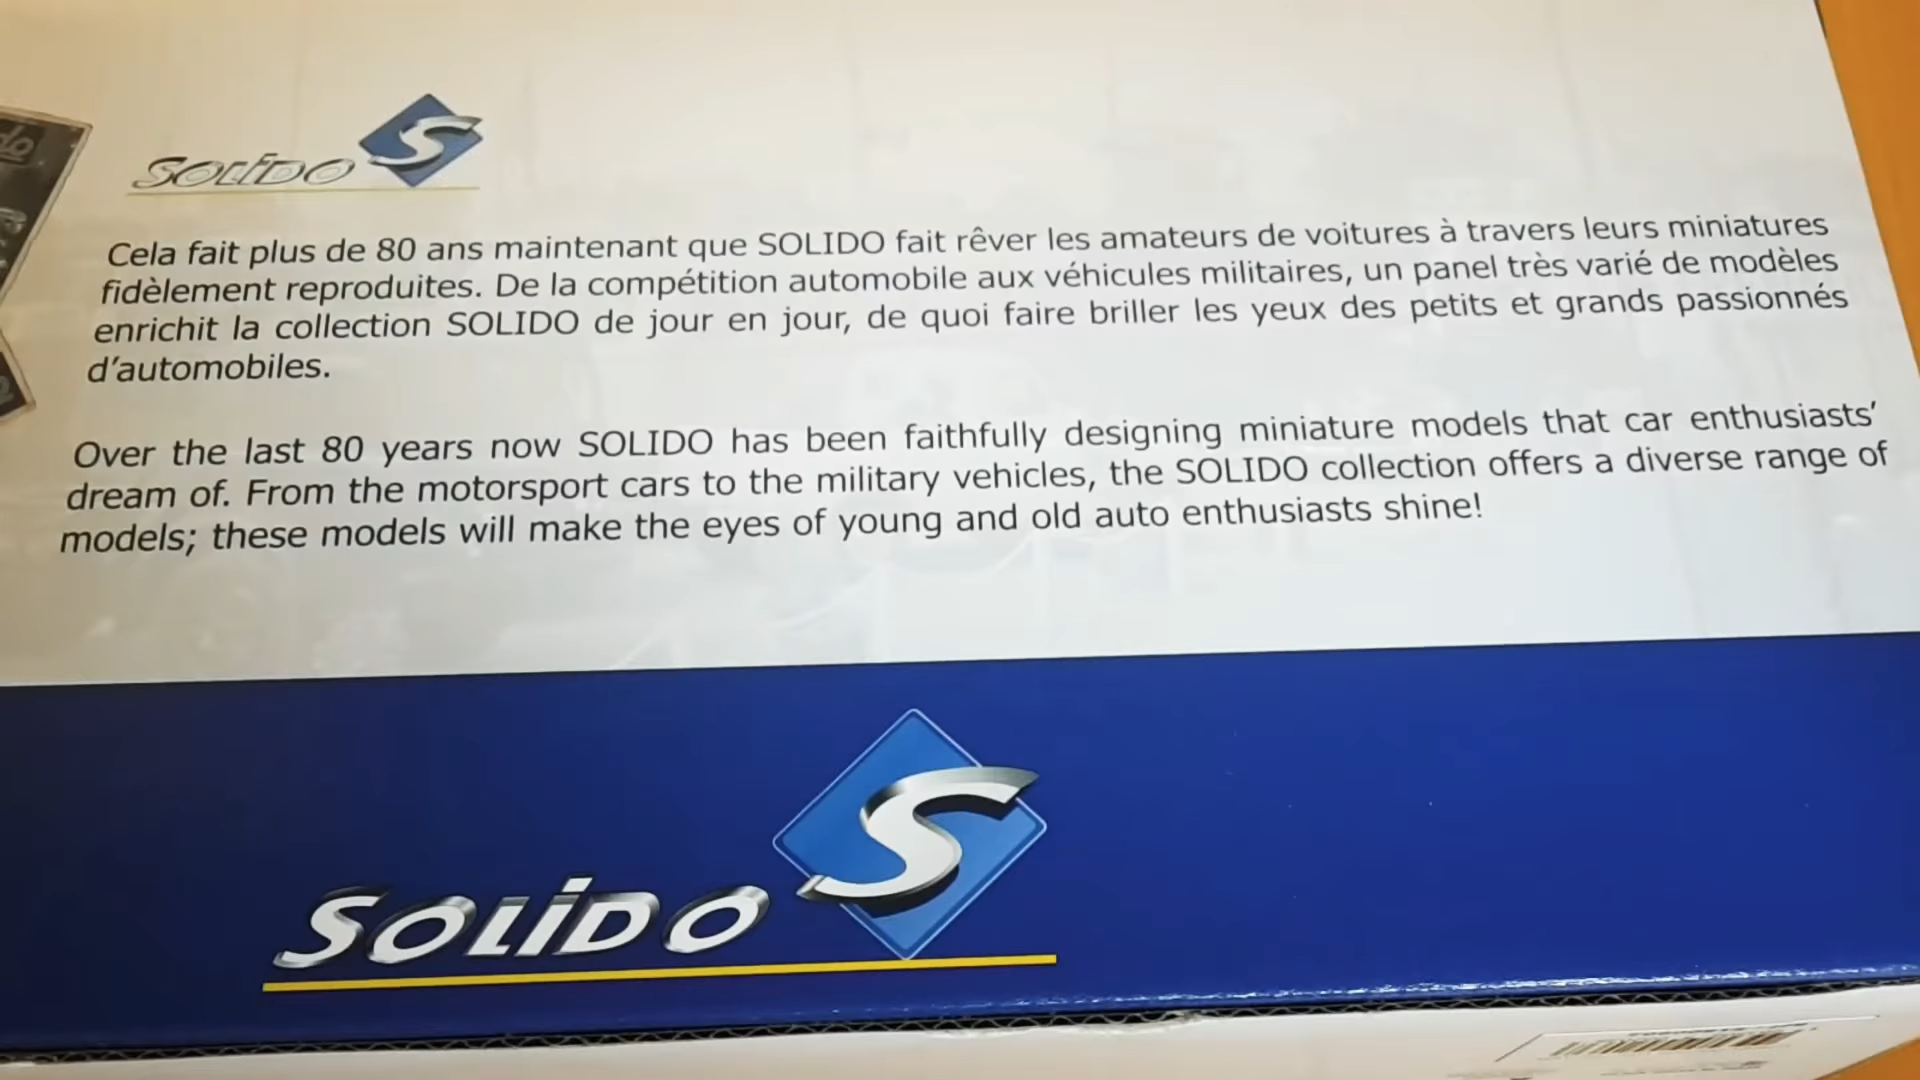 SOLIDO S
Cela fait plus de 80 ans maintenant que SOLIDO fait rêver les amateurs de voitures à travers leurs miniatures
fidèlement reproduites. De la compétition automobile aux véhicules militaires, un panel très varié de modèles
enrichit la collection SOLIDO de jour en jour, de quoi faire briller les yeux des petits et grands passionnés
d'automobiles.
Over the last 80 years now SOLIDO has been faithfully designing miniature models that car enthusiasts'
dream of. From the motorsport cars to the military vehicles, the SOLIDO collection offers a diverse range of
models; these models will make the eyes of young and old auto enthusiasts shine!
SOLIDO S